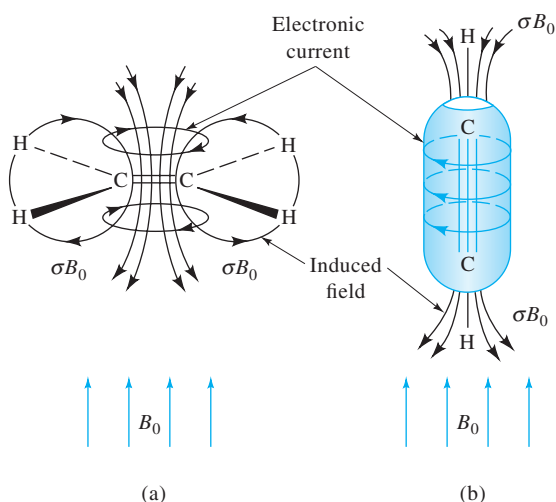 Electronic
current
σB₀
H
C
H
H
C
C
H
H
σB₀
σB₀
Induced
field
C
σB₀
H
B₀
B₀
(a)
(b)